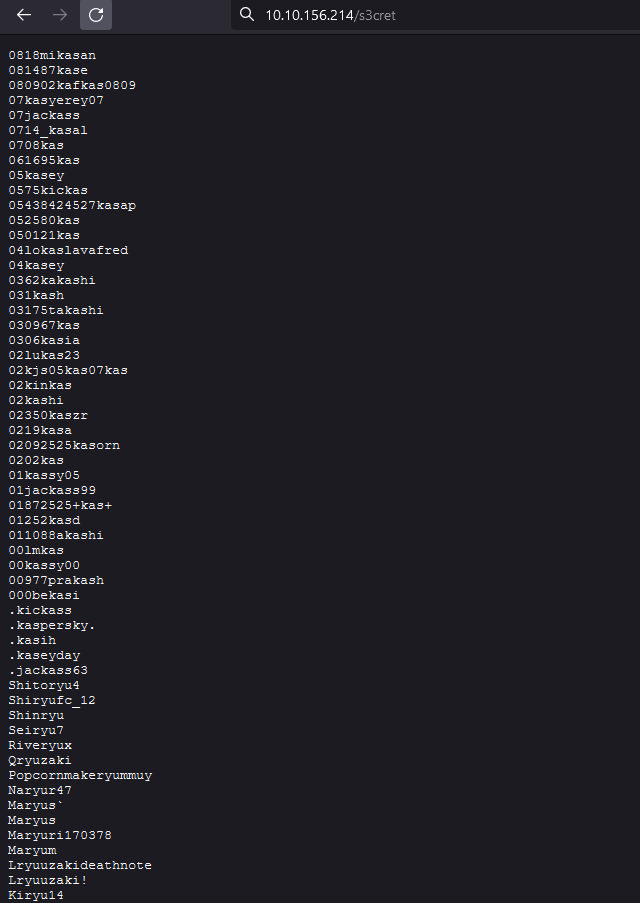 10.10.156.214/s3cret
0818mikasan
081487kase
080902kafkas0809
07kasyerey07
07jackass
0714_kasal
0708kas
061695kas
05kasey
0575kickas
05438424527kasap
052580kas
050121kas
04lokaslavafred
04kasey
0362kakashi
031kash
03175takashi
030967kas
0306kasia
02lukas23
02kjs05kas07kas
02kinkas
02kashi
02350kaszr
0219kasa
02092525kasorn
0202kas
01kassy05
01jackass99
01872525+kas+
01252kasd
011088akashi
00lmkas
00kassy00
00977prakash
000bekasi
.kickass
.kaspersky.
.kasih
.kaseyday
.jackass63
Shitoryu4
Shiryufc_12
Shinryu
Seiryu7
Riveryux
Qryuzaki
Popcornmakeryummuy
Naryur47
Maryus`
Maryus
Maryuri170378
Maryum
Lryuuzakideathnote
Lryuuzaki!
Kiryu14